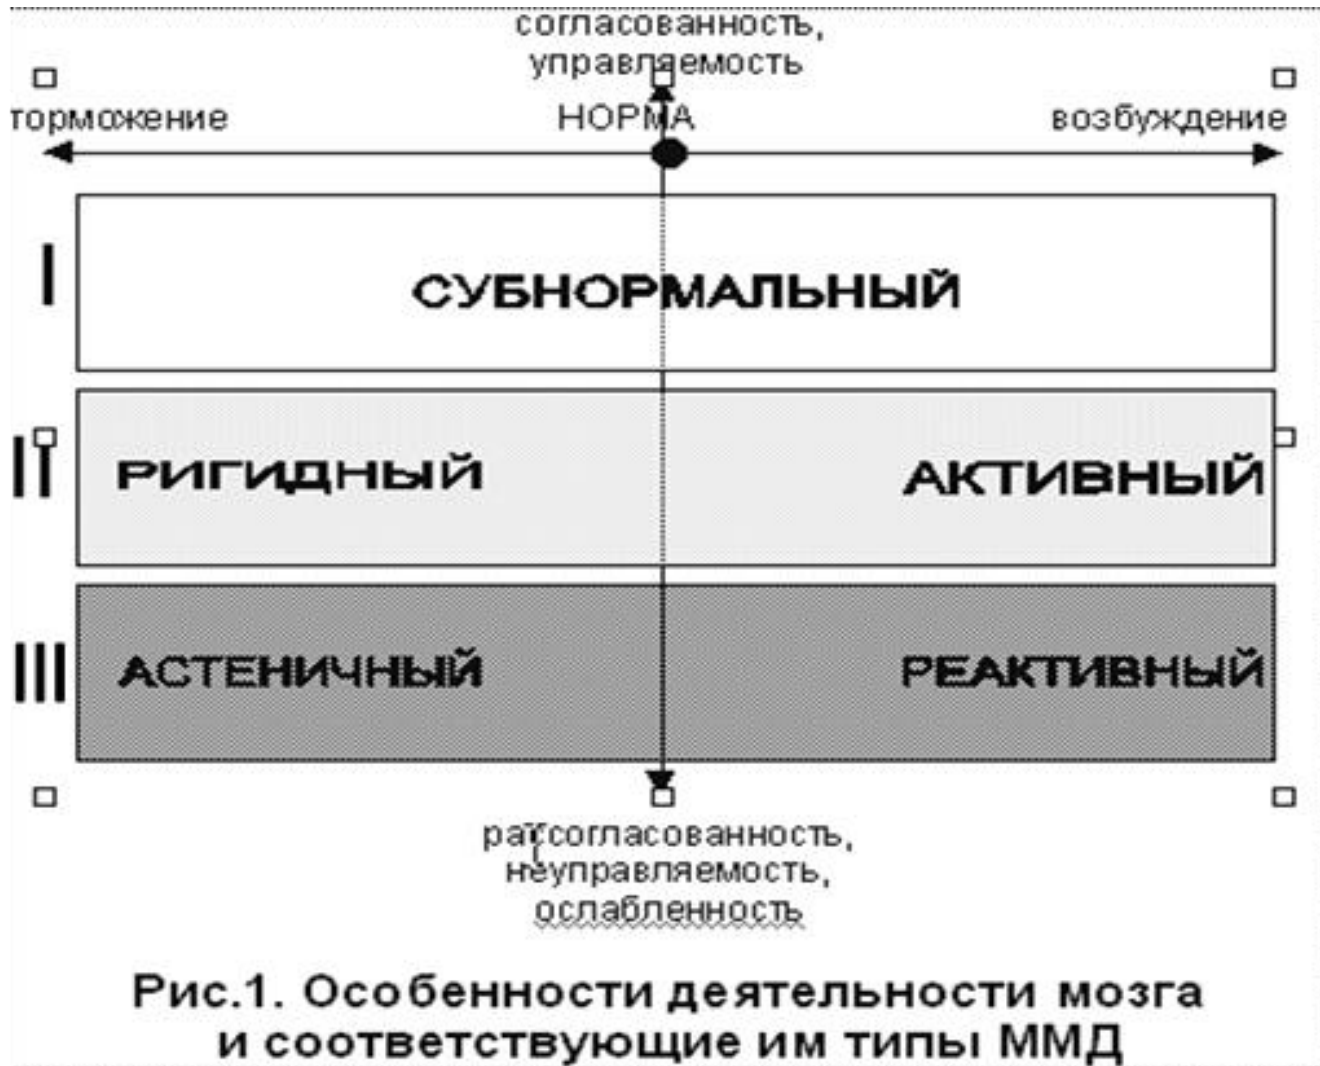 согласованность,
управляемость
торможение НОРМА возбуждение
I СУБНОРМАЛЬНЫЙ
II РИГИДНЫЙ АКТИВНЫЙ
III АСТЕНИЧНЫЙ РЕАКТИВНЫЙ
рассогласованность,
неуправляемость,
ослабленность
Рис.1. Особенности деятельности мозга
и соответствующие им типы ММД